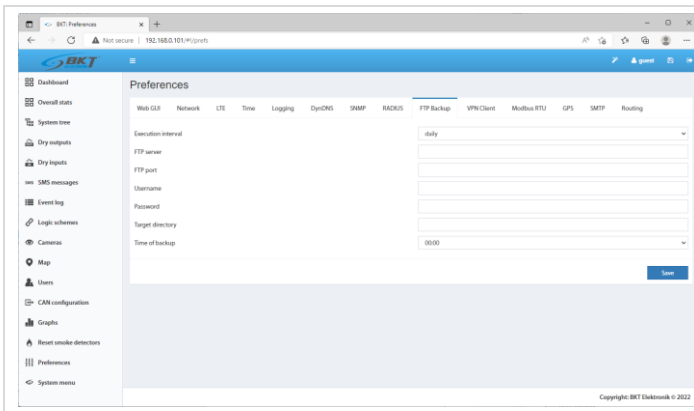 BKT: Preferences
Not secure | 192.168.0.101/#!/prefs
BKT
guest
Dashboard
Overall stats
System tree
Dry outputs
Dry inputs
SMS messages
Event log
Logic schemes
Cameras
Map
Users
CAN configuration
Graphs
Reset smoke detectors
Preferences
System menu
Preferences
Web GUI Network LTE Time Logging DynDNS SNMP RADIUS FTP Backup VPN Client Modbus RTU GPS SMTP Routing
Execution interval daily
FTP server
FTP port
Username
Password
Target directory
Time of backup 00:00
Save
Copyright: BKT Elektronik © 2022